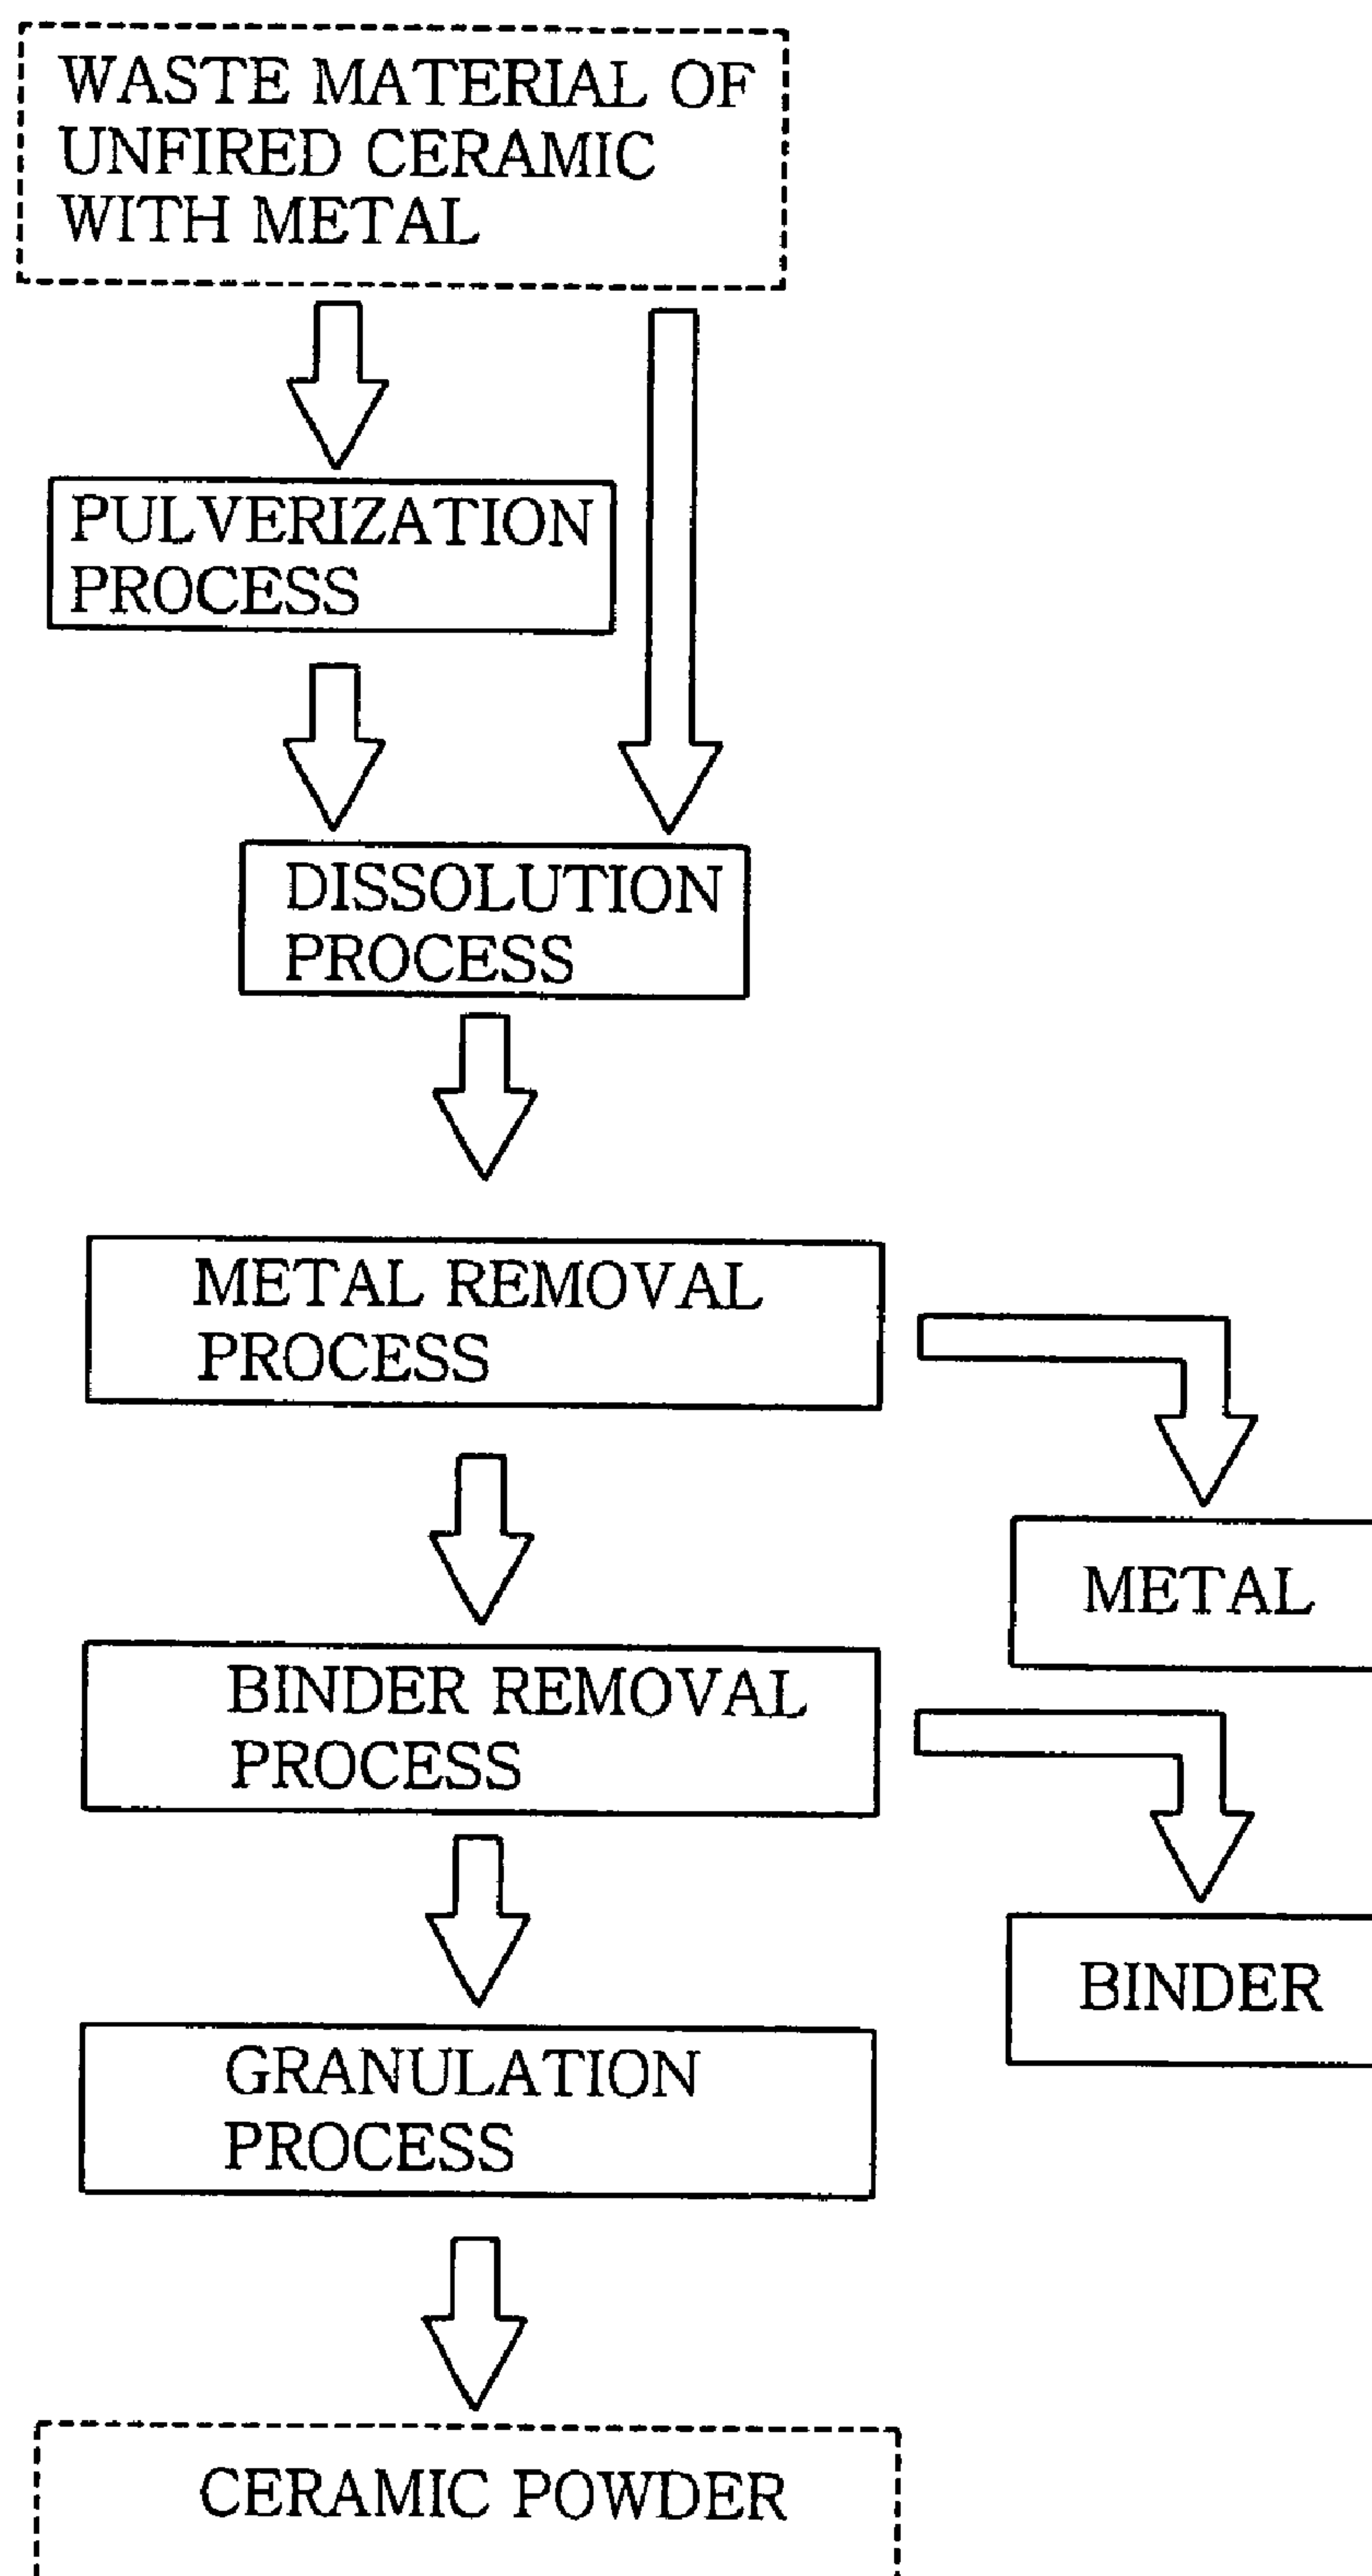 WASTE MATERIAL OF
UNFIRED CERAMIC
WITH METAL
PULVERIZATION
PROCESS
DISSOLUTION
PROCESS
METAL REMOVAL
PROCESS
METAL
BINDER REMOVAL
PROCESS
BINDER
GRANULATION
PROCESS
CERAMIC POWDER